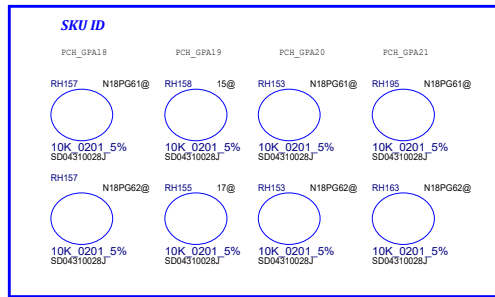 SKU ID
PCH_GPA18 PCH_GPA19 PCH_GPA20 PCH_GPA21
RH157 N18PG61@ RH158 15@ RH153 N18PG61@ RH195 N18PG61@
10K_0201_5% 10K_0201_5% 10K_0201_5% 10K_0201_5%
SD04310028J SD04310028J SD04310028J SD04310028J
RH157 N18PG62@ RH155 17@ RH153 N18PG62@ RH163 N18PG62@
10K_0201_5% 10K_0201_5% 10K_0201_5% 10K_0201_5%
SD04310028J SD04310028J SD04310028J SD04310028J